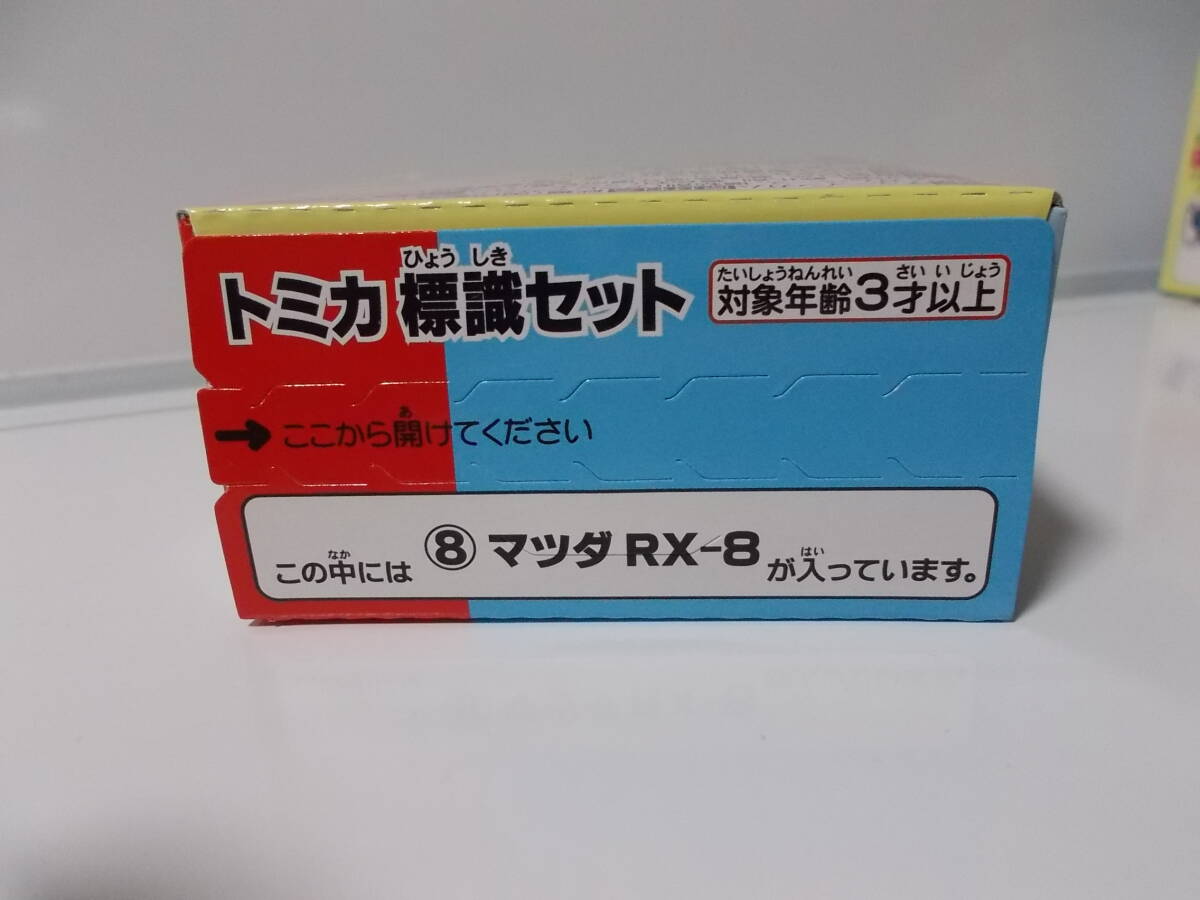 ひょうしき
トミカ標識セット
たいしょうねんれい さいいじょう
対象年齢3才以上
あ
→ここから開けてください
なか はい
この中には ⑧マツダ RX-8 が入っています。